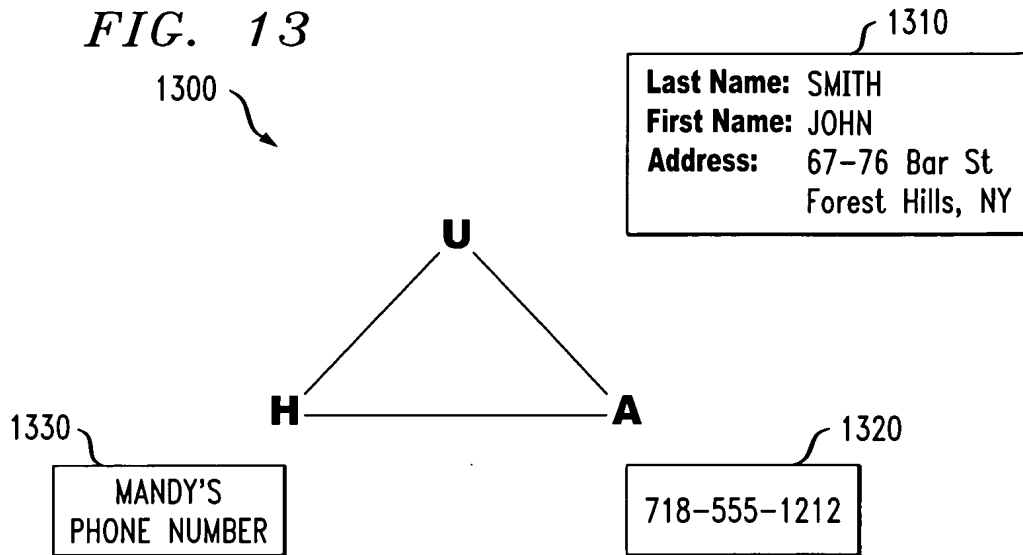 FIG. 13
1300
1310
Last Name: SMITH
First Name: JOHN
Address: 67-76 Bar St
Forest Hills, NY
U
H
A
1330
MANDY'S
PHONE NUMBER
1320
718-555-1212